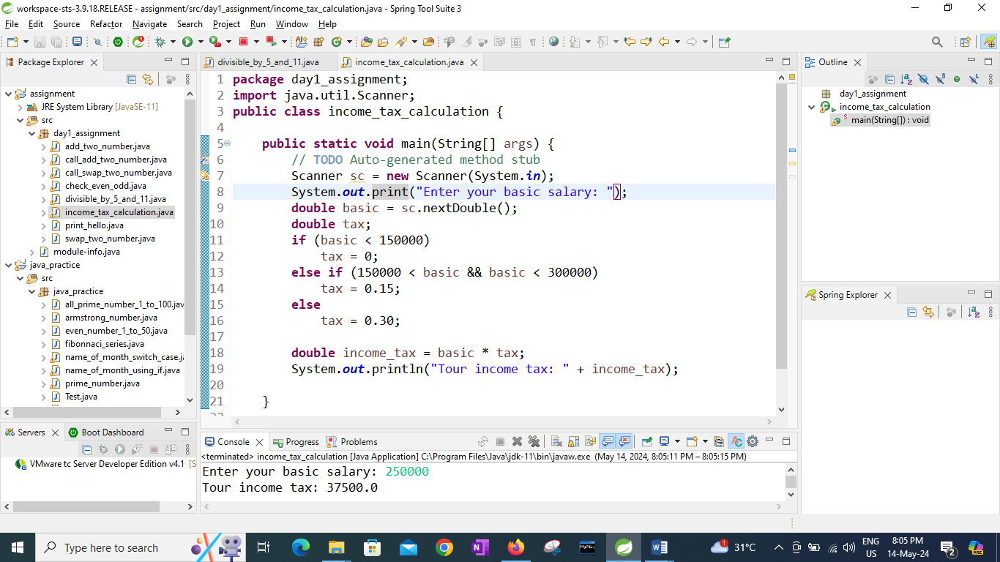 workspace-sts-3.9.18.RELEASE - assignment/src/day1_assignment/income_tax_calculation.java - Spring Tool Suite 3
File Edit Source Refactor Navigate Search Project Run Window Help
Package Explorer
assignment
JRE System Library [JavaSE-11]
src
day1_assignment
add_two_number.java
call_add_two_number.java
call_swap_two_number.java
check_even_odd.java
divisible_by_5_and_11.java
income_tax_calculation.java
print_hello.java
swap_two_number.java
module-info.java
java_practice
src
java_practice
all_prime_number_1_to_100.jav
armstrong_number.java
even_number_1_to_50.java
fibonnaci_series.java
name_of_month_switch_case.ja
name_of_month_using_if.java
prime_number.java
Test.java
Servers Boot Dashboard
VMware tc Server Developer Edition v4.1 [S
divisible_by_5_and_11.java income_tax_calculation.java
1 package day1_assignment;
2 import java.util.Scanner;
3 public class income_tax_calculation {
4
5 public static void main(String[] args) {
6 // TODO Auto-generated method stub
7 Scanner sc = new Scanner(System.in);
8 System.out.print("Enter your basic salary: ");
9 double basic = sc.nextDouble();
10 double tax;
11 if (basic < 150000)
12 tax = 0;
13 else if (150000 < basic && basic < 300000)
14 tax = 0.15;
15 else
16 tax = 0.30;
17
18 double income_tax = basic * tax;
19 System.out.println("Tour income tax: " + income_tax);
20
21 }
Console Progress Problems
<terminated> income_tax_calculation [Java Application] C:\Program Files\Java\jdk-11\bin\javaw.exe (May 14, 2024, 8:05:11 PM – 8:05:15 PM)
Enter your basic salary: 250000
Tour income tax: 37500.0
Outline
day1_assignment
income_tax_calculation
main(String[]) : void
Spring Explorer
Type here to search
31°C
ENG
US
8:05 PM
14-May-24